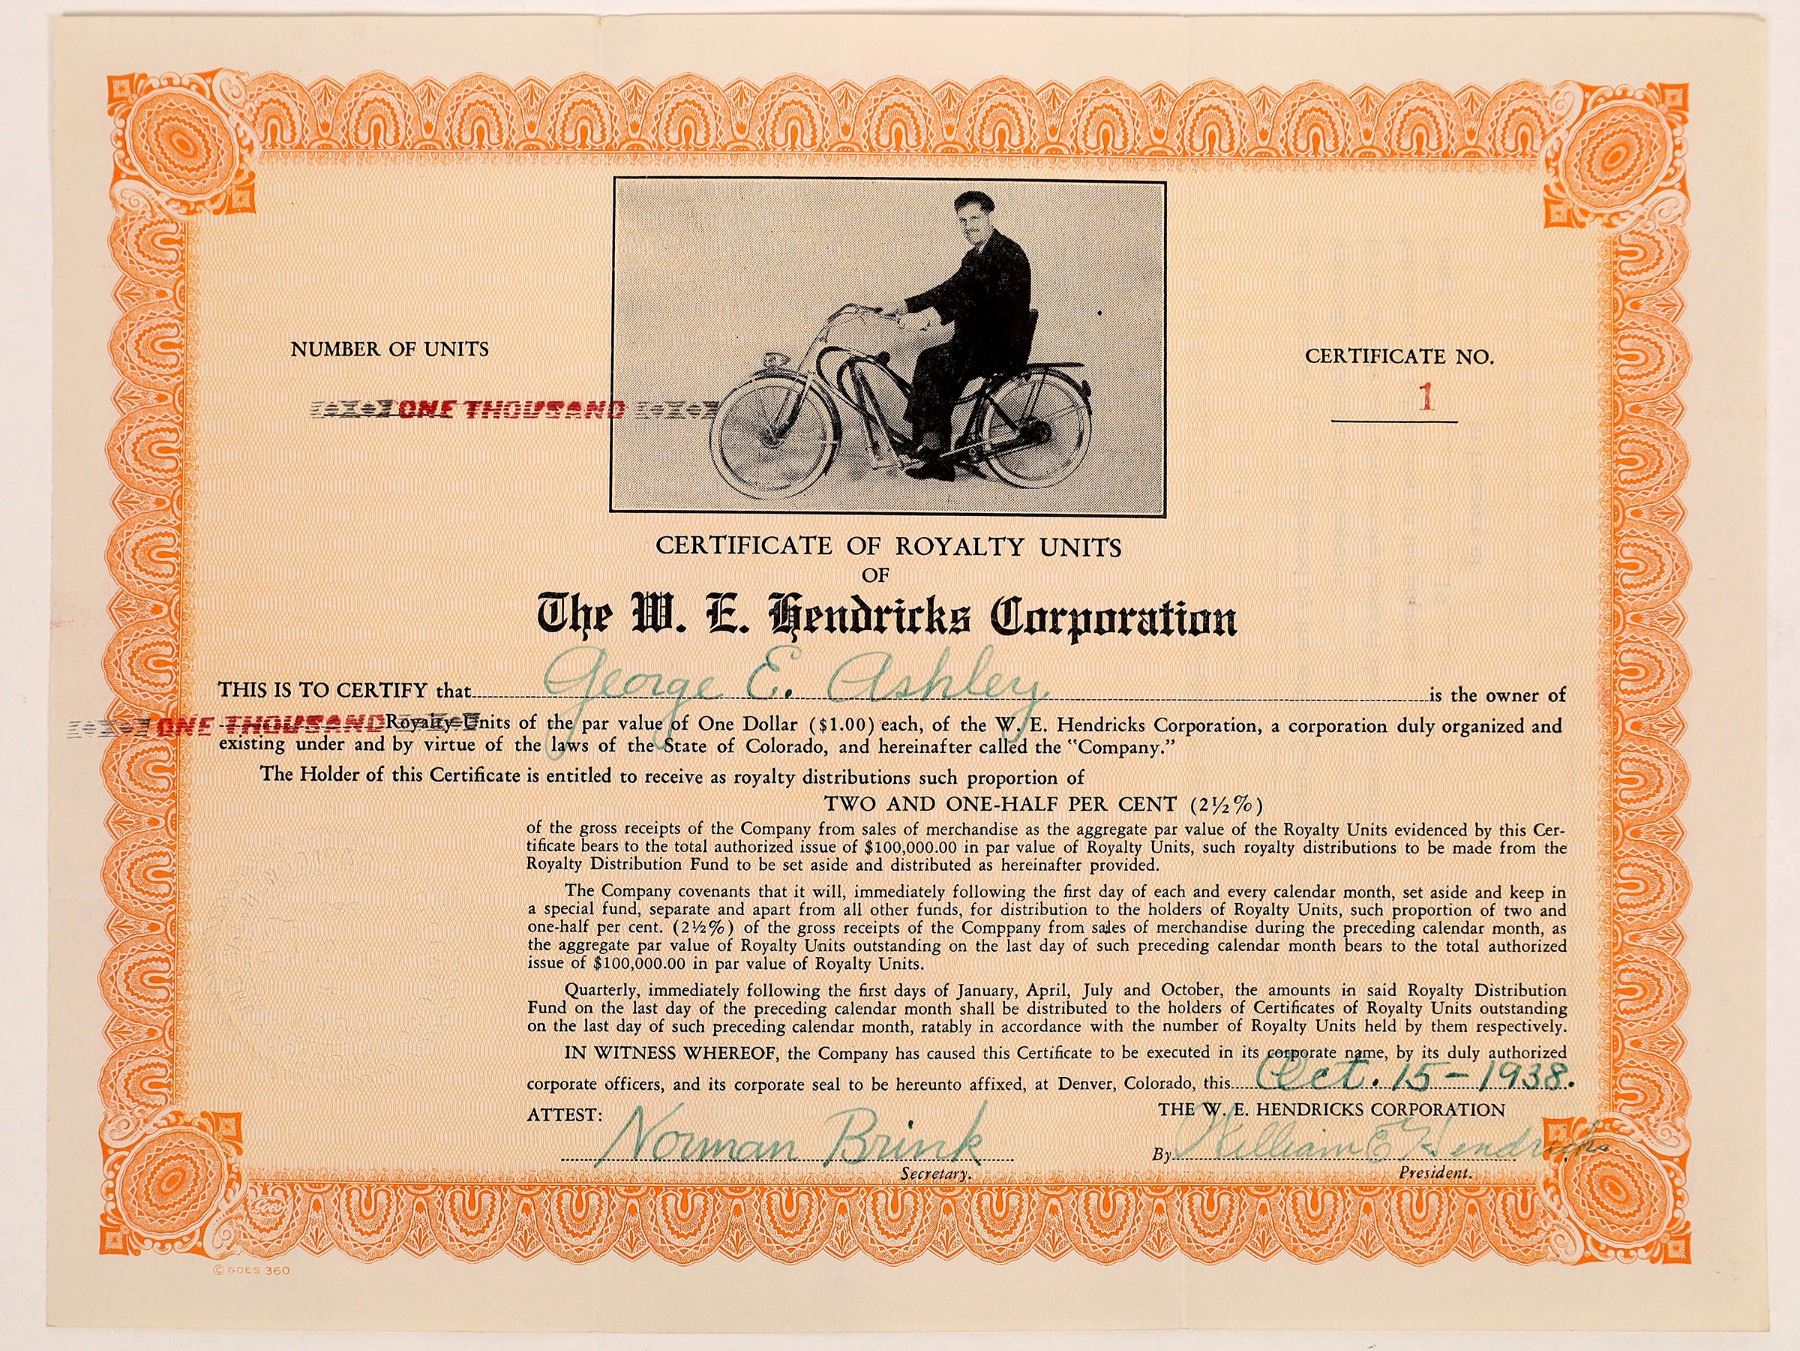 NUMBER OF UNITS
ONE THOUSAND
CERTIFICATE NO.
1
CERTIFICATE OF ROYALTY UNITS
OF
The W. E. Hendricks Corporation
THIS IS TO CERTIFY that George E. Ashley is the owner of
ONE THOUSAND Royalty Units of the par value of One Dollar ($1.00) each, of the W. E. Hendricks Corporation, a corporation duly organized and
existing under and by virtue of the laws of the State of Colorado, and hereinafter called the "Company."
The Holder of this Certificate is entitled to receive as royalty distributions such proportion of
TWO AND ONE-HALF PER CENT (2½%)
of the gross receipts of the Company from sales of merchandise as the aggregate par value of the Royalty Units evidenced by this Cer-
tificate bears to the total authorized issue of $100,000.00 in par value of Royalty Units, such royalty distributions to be made from the
Royalty Distribution Fund to be set aside and distributed as hereinafter provided.
The Company covenants that it will, immediately following the first day of each and every calendar month, set aside and keep in
a special fund, separate and apart from all other funds, for distribution to the holders of Royalty Units, such proportion of two and
one-half per cent. (2½%) of the gross receipts of the Comppany from sales of merchandise during the preceding calendar month, as
the aggregate par value of Royalty Units outstanding on the last day of such preceding calendar month bears to the total authorized
issue of $100,000.00 in par value of Royalty Units.
Quarterly, immediately following the first days of January, April, July and October, the amounts in said Royalty Distribution
Fund on the last day of the preceding calendar month shall be distributed to the holders of Certificates of Royalty Units outstanding
on the last day of such preceding calendar month, ratably in accordance with the number of Royalty Units held by them respectively.
IN WITNESS WHEREOF, the Company has caused this Certificate to be executed in its corporate name, by its duly authorized
corporate officers, and its corporate seal to be hereunto affixed, at Denver, Colorado, this Oct. 15-1938.
ATTEST:
THE W. E. HENDRICKS CORPORATION
Norman Brink
By William E Hendricks
Secretary.
President.
Goes
© GOES 360